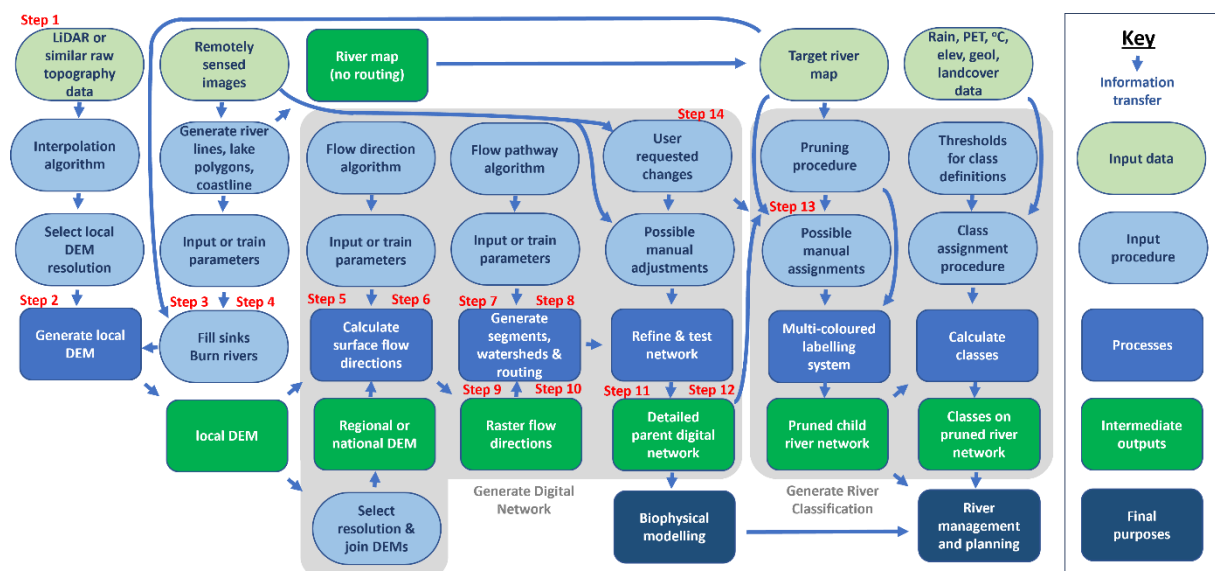 Step 1
LiDAR or
similar raw
topography
data
Remotely
sensed
images
River map
(no routing)
Target river
map
Rain, PET, °C,
elev, geol,
landcover
data
Key
Information
transfer
Interpolation
algorithm
Generate river
lines, lake
polygons,
coastline
Flow direction
algorithm
Flow pathway
algorithm
Step 14
User
requested
changes
Pruning
procedure
Thresholds
for class
definitions
Input data
Select local
DEM
resolution
Input or train
parameters
Input or train
parameters
Input or train
parameters
Possible
manual
adjustments
Step 13
Possible
manual
assignments
Class
assignment
procedure
Input
procedure
Step 2
Generate local
DEM
Step 3
Step 4
Fill sinks
Burn rivers
Step 5
Step 6
Calculate
surface flow
directions
Step 7
Step 8
Generate
segments,
watersheds &
routing
Refine & test
network
Multi-coloured
labelling
system
Calculate
classes
Processes
local DEM
Regional or
national DEM
Step 9
Step 10
Raster flow
directions
Step 11
Step 12
Detailed
parent digital
network
Pruned child
river network
Classes on
pruned river
network
Intermediate
outputs
Select
resolution &
join DEMs
Generate Digital
Network
Biophysical
modelling
Generate River
Classification
River
management
and planning
Final
purposes